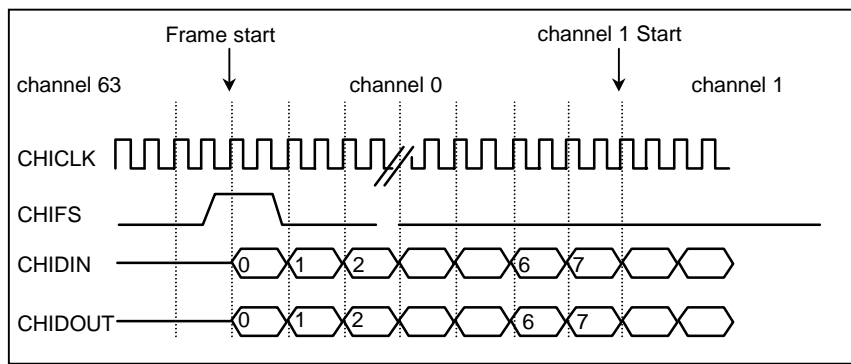 Frame start channel 1 Start
channel 63 channel 0 channel 1
CHICLK
CHIFS
CHIDIN 0 1 2 6 7
CHIDOUT 0 1 2 6 7